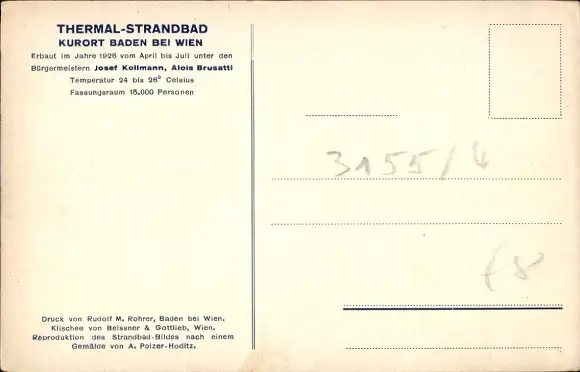 THERMAL-STRANDBAD
KURORT BADEN BEI WIEN
Erbaut im Jahre 1926 vom April bis Juli unter den
Bürgermeistern Josef Kollmann, Alois Brusatti
Temperatur 24 bis 26° Celsius
Fassungsraum 15.000 Personen
3155/4
€8
Druck von Rudolf M. Rohrer, Baden bei Wien.
Klischee von Beissner & Gottlieb, Wien.
Reproduktion des Strandbad-Bildes nach einem
Gemälde von A. Polzer-Hoditz.